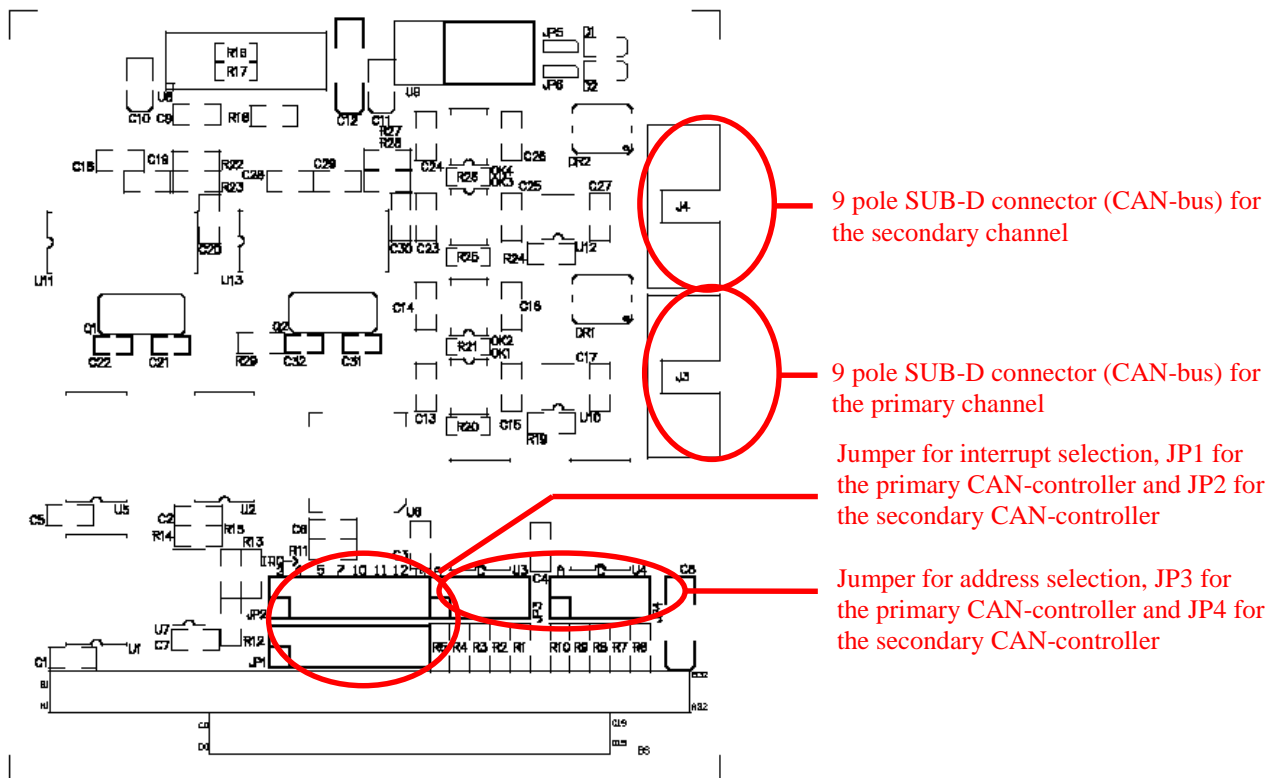 JP5 D1
R16
R17
JP6 D2
U8
U9
C10 C9 R18 C12 C11
R27
R28
C18 C19 R22 C29 C24 C26 DR2
R23 C28 R26 OK4
OK3
C25 C27
J4
9 pole SUB-D connector (CAN-bus) for
the secondary channel
C20 C30 C23 U12
U11 U13 R25 R24
C14 C16
Q1 Q2 DR1
C22 C21 R29 C32 C31 R21 OK2
OK1
C17
J3
9 pole SUB-D connector (CAN-bus) for
the primary channel
C13 C15 U10
R20 R19
Jumper for interrupt selection, JP1 for
the primary CAN-controller and JP2 for
the secondary CAN-controller
C5 U5 C2 U2 U6
R14 R15 C6
R13 R11 C3
IRQ-> 5 7 10 11 12 C U3 C4 A C U4 C8
Jumper for address selection, JP3 for
the primary CAN-controller and JP4 for
the secondary CAN-controller
JP2 JP3
U7
C7 R12
U1
C1 JP1 R5 R4 R3 R2 R1 R10 R9 R8 R7 R6